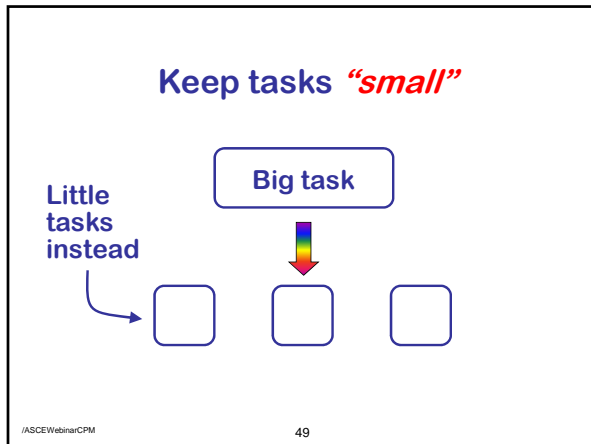 Keep tasks “small”
Big task
Little
tasks
instead
/ASCEWebinarCPM
49